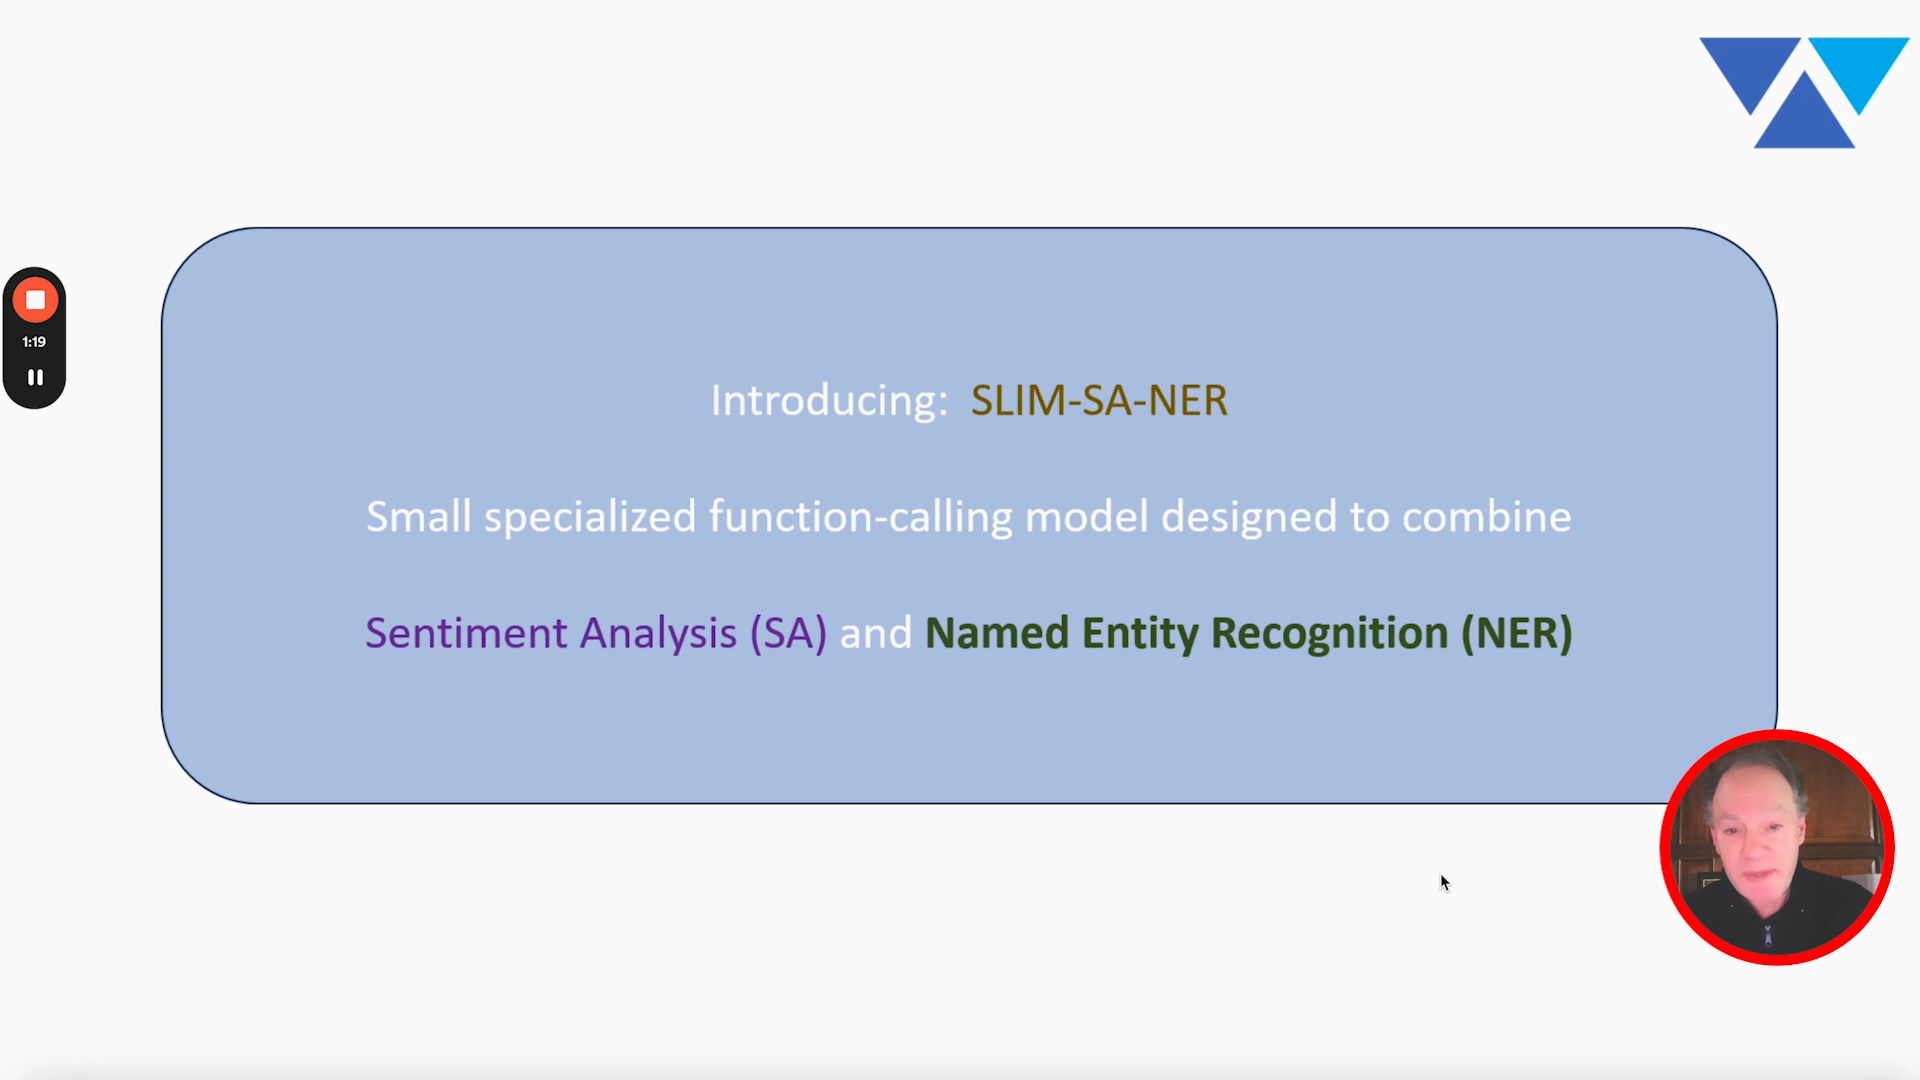 1:19
Introducing: SLIM-SA-NER
Small specialized function-calling model designed to combine
Sentiment Analysis (SA) and Named Entity Recognition (NER)